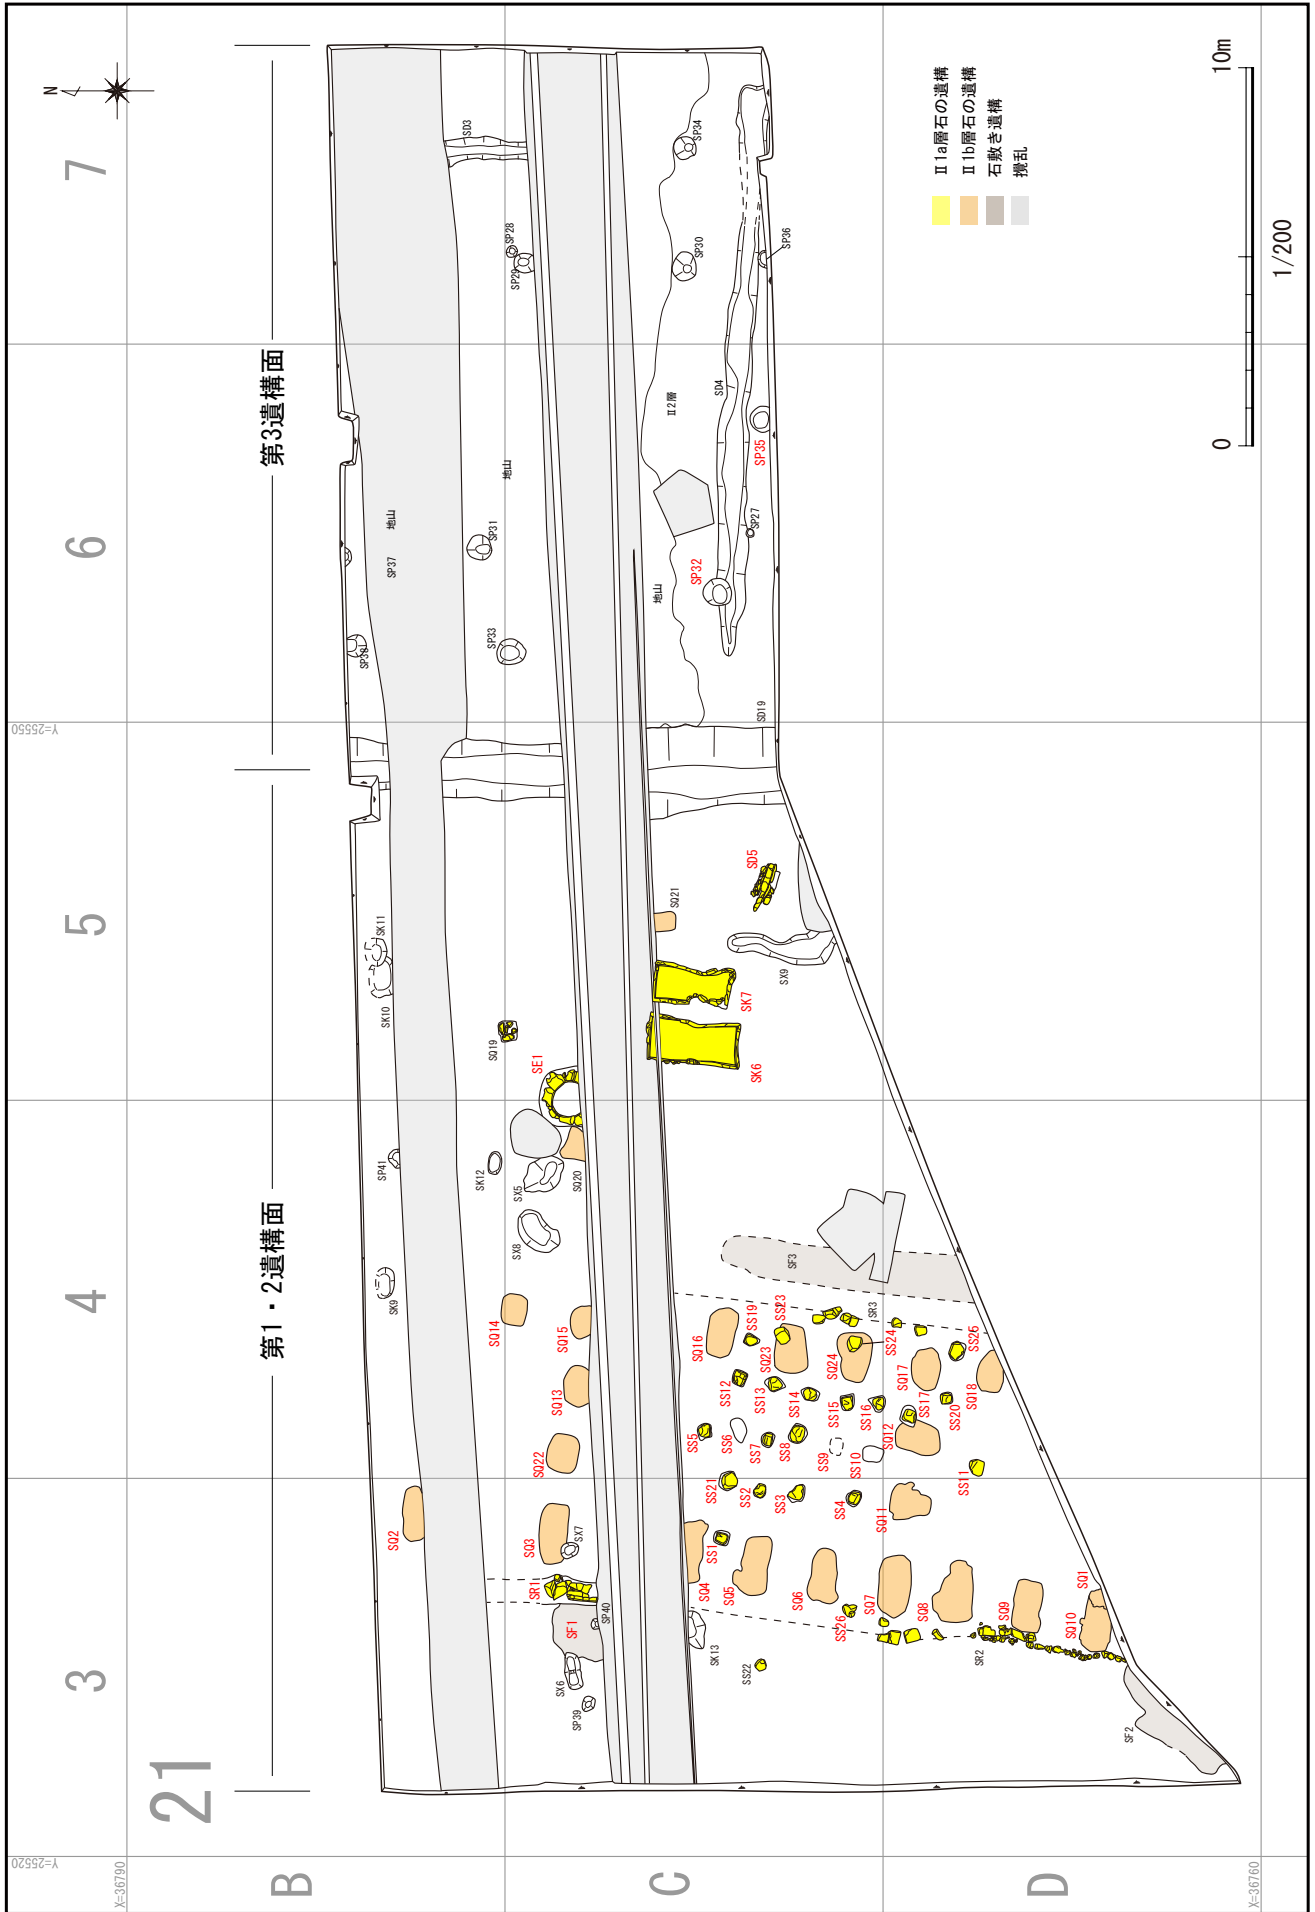 第1・2遺構面
第3遺構面
21
3
4
5
6
7
B
C
D
Y=25520
Y=25550
X=36790
X=36760
N
Ⅱ1a層石の遺構
Ⅱ1b層石の遺構
石敷き遺構
攪乱
0
10m
1/200
SD3
SP28
SP29
SP34
SP30
SP36
SD4
Ⅱ2層
SP35
SP27
SP32
地山
地山
地山
SP37
SP31
SP33
SP38
SD19
SK11
SK10
SQ19
SE1
SQ21
SD5
SX9
SK7
SK6
SP41
SK12
SX5
SQ20
SX8
SK9
SQ14
SQ15
SQ13
SQ22
SF3
SR3
SQ16
SS19
SS23
SQ23
SQ24
SS24
SS25
SQ17
SQ18
SS12
SS13
SS14
SS15
SS16
SS17
SS20
SQ12
SS5
SS6
SS7
SS8
SS9
SS10
SS11
SS21
SS2
SS3
SS4
SQ11
SQ2
SQ3
SX7
SR1
SF1
SP40
SX6
SP39
SQ4
SS1
SQ5
SQ6
SQ7
SQ8
SQ9
SQ10
SQ1
SS26
SK13
SS22
SR2
SF2